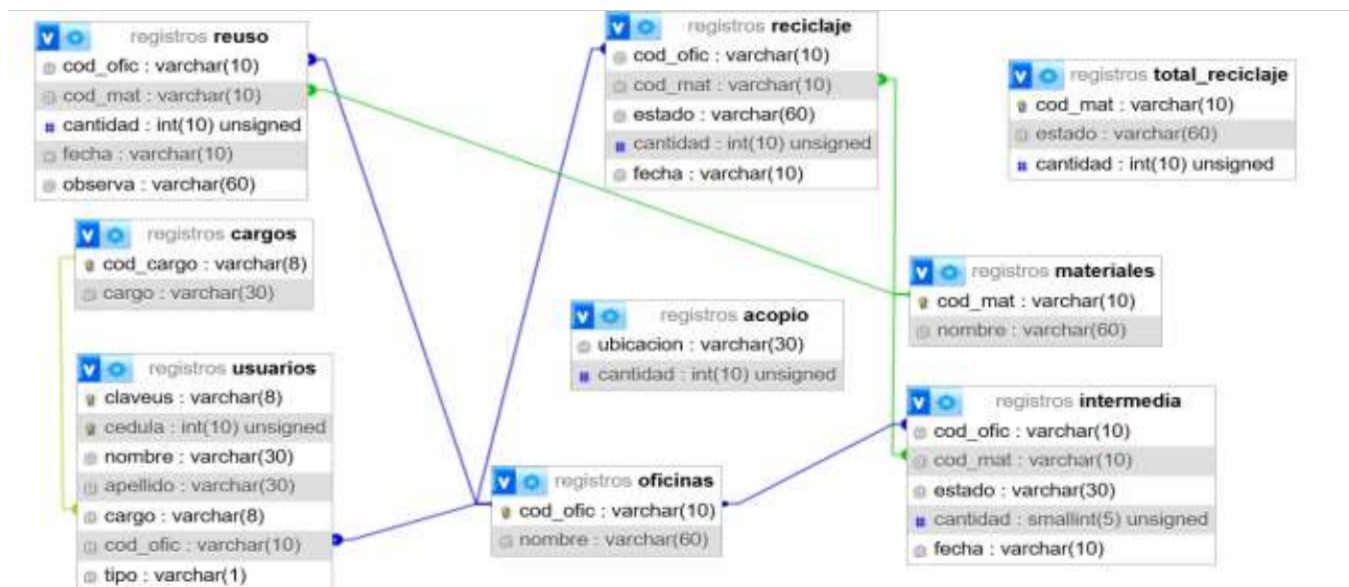 registros reuso
cod_ofic : varchar(10)
cod_mat : varchar(10)
cantidad : int(10) unsigned
fecha : varchar(10)
observa : varchar(60)
registros reciclaje
cod_ofic : varchar(10)
cod_mat : varchar(10)
estado : varchar(60)
cantidad : int(10) unsigned
fecha : varchar(10)
registros total_reciclaje
cod_mat : varchar(10)
estado : varchar(60)
cantidad : int(10) unsigned
registros cargos
cod_cargo : varchar(8)
cargo : varchar(30)
registros materiales
cod_mat : varchar(10)
nombre : varchar(60)
registros acopio
ubicacion : varchar(30)
cantidad : int(10) unsigned
registros usuarios
claveus : varchar(8)
cedula : int(10) unsigned
nombre : varchar(30)
apellido : varchar(30)
cargo : varchar(8)
cod_ofic : varchar(10)
tipo : varchar(1)
registros oficinas
cod_ofic : varchar(10)
nombre : varchar(60)
registros intermedia
cod_ofic : varchar(10)
cod_mat : varchar(10)
estado : varchar(30)
cantidad : smallint(5) unsigned
fecha : varchar(10)